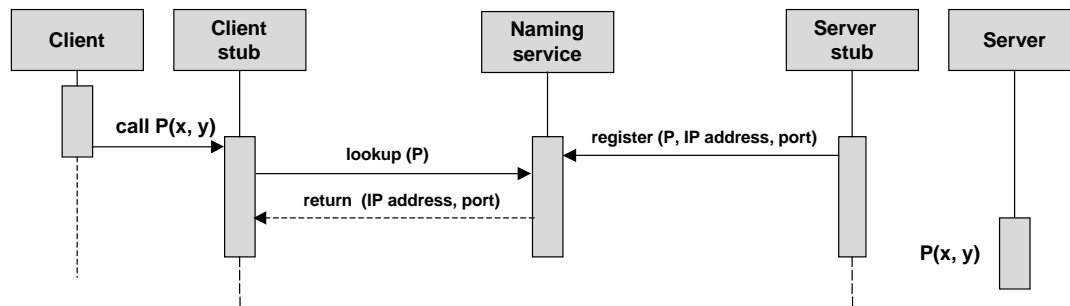 Client
Client
stub
Naming
service
Server
stub
Server
call P(x, y)
register (P, IP address, port)
lookup (P)
return (IP address, port)
P(x, y)